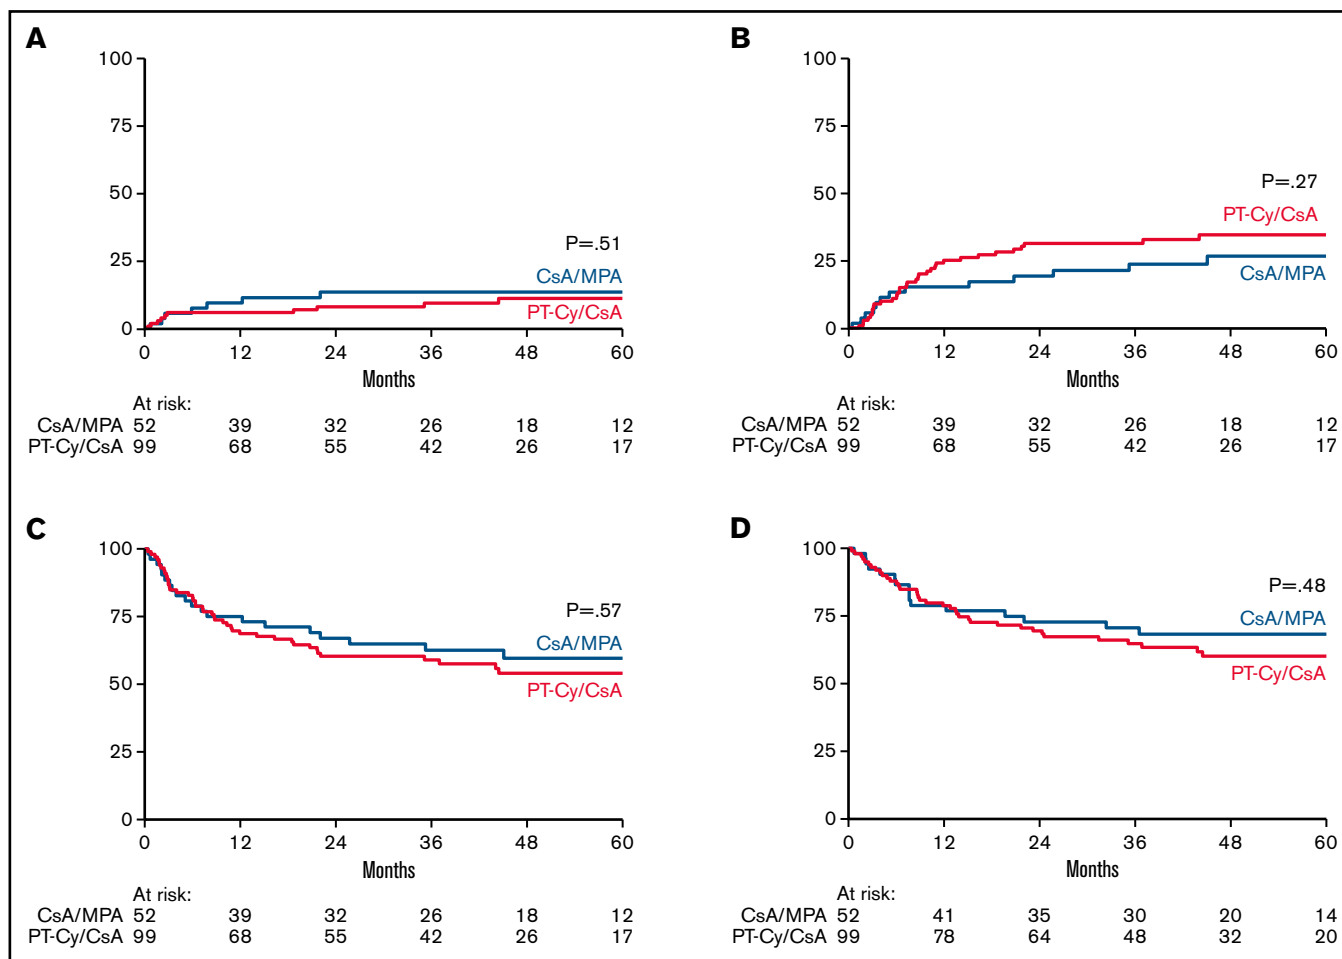 A
100
75
50
25
0
P=.51
CsA/MPA
PT-Cy/CsA
0 12 24 36 48 60
Months
At risk:
CsA/MPA 52 39 32 26 18 12
PT-Cy/CsA 99 68 55 42 26 17
B
100
75
50
25
0
P=.27
PT-Cy/CsA
CsA/MPA
0 12 24 36 48 60
Months
At risk:
CsA/MPA 52 39 32 26 18 12
PT-Cy/CsA 99 68 55 42 26 17
C
100
75
50
25
0
P=.57
CsA/MPA
PT-Cy/CsA
0 12 24 36 48 60
Months
At risk:
CsA/MPA 52 39 32 26 18 12
PT-Cy/CsA 99 68 55 42 26 17
D
100
75
50
25
0
P=.48
CsA/MPA
PT-Cy/CsA
0 12 24 36 48 60
Months
At risk:
CsA/MPA 52 41 35 30 20 14
PT-Cy/CsA 99 78 64 48 32 20